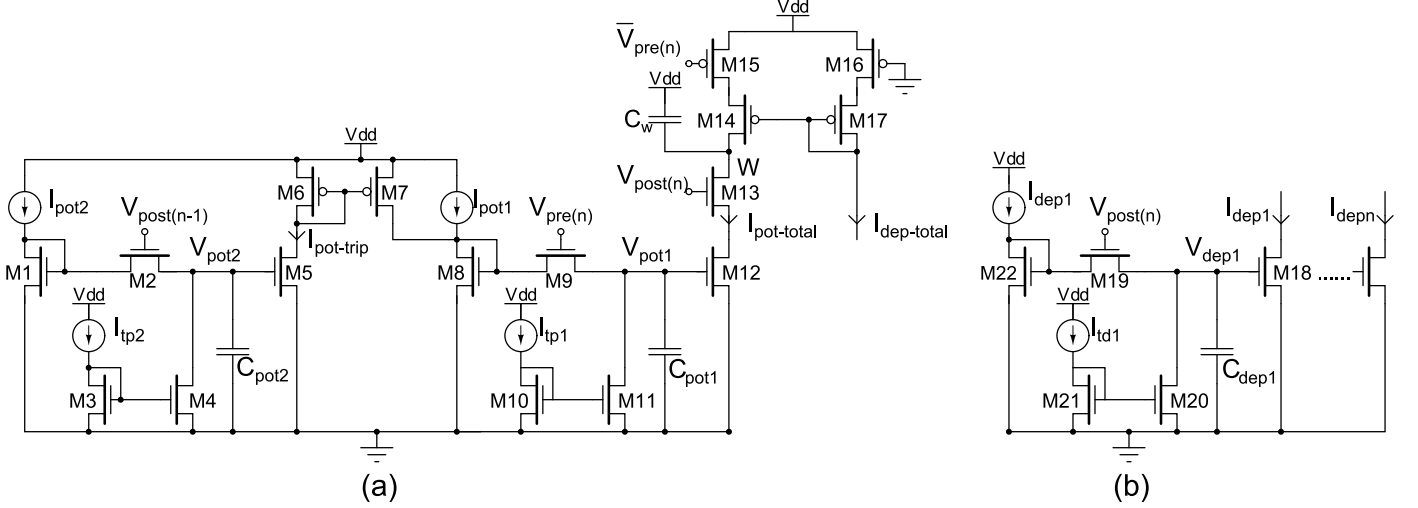 Vdd
V̅pre(n)
M15
M16
Vdd
Cw
M14
M17
Vdd
W
M6
M7
Vpost(n)
M13
Vdd
Ipot2
Vpost(n-1)
Ipot1
Vpre(n)
Ipot-total
Idep-total
Idep1
Vpost(n)
Idep1
Idepn
Ipot-trip
Vpot2
Vpot1
Vdep1
M1
M2
M5
M8
M9
M12
M22
M19
M18
......
Vdd
Vdd
Vdd
Itp2
Itp1
Itd1
Cpot2
Cpot1
Cdep1
M3
M4
M10
M11
M21
M20
(a)
(b)